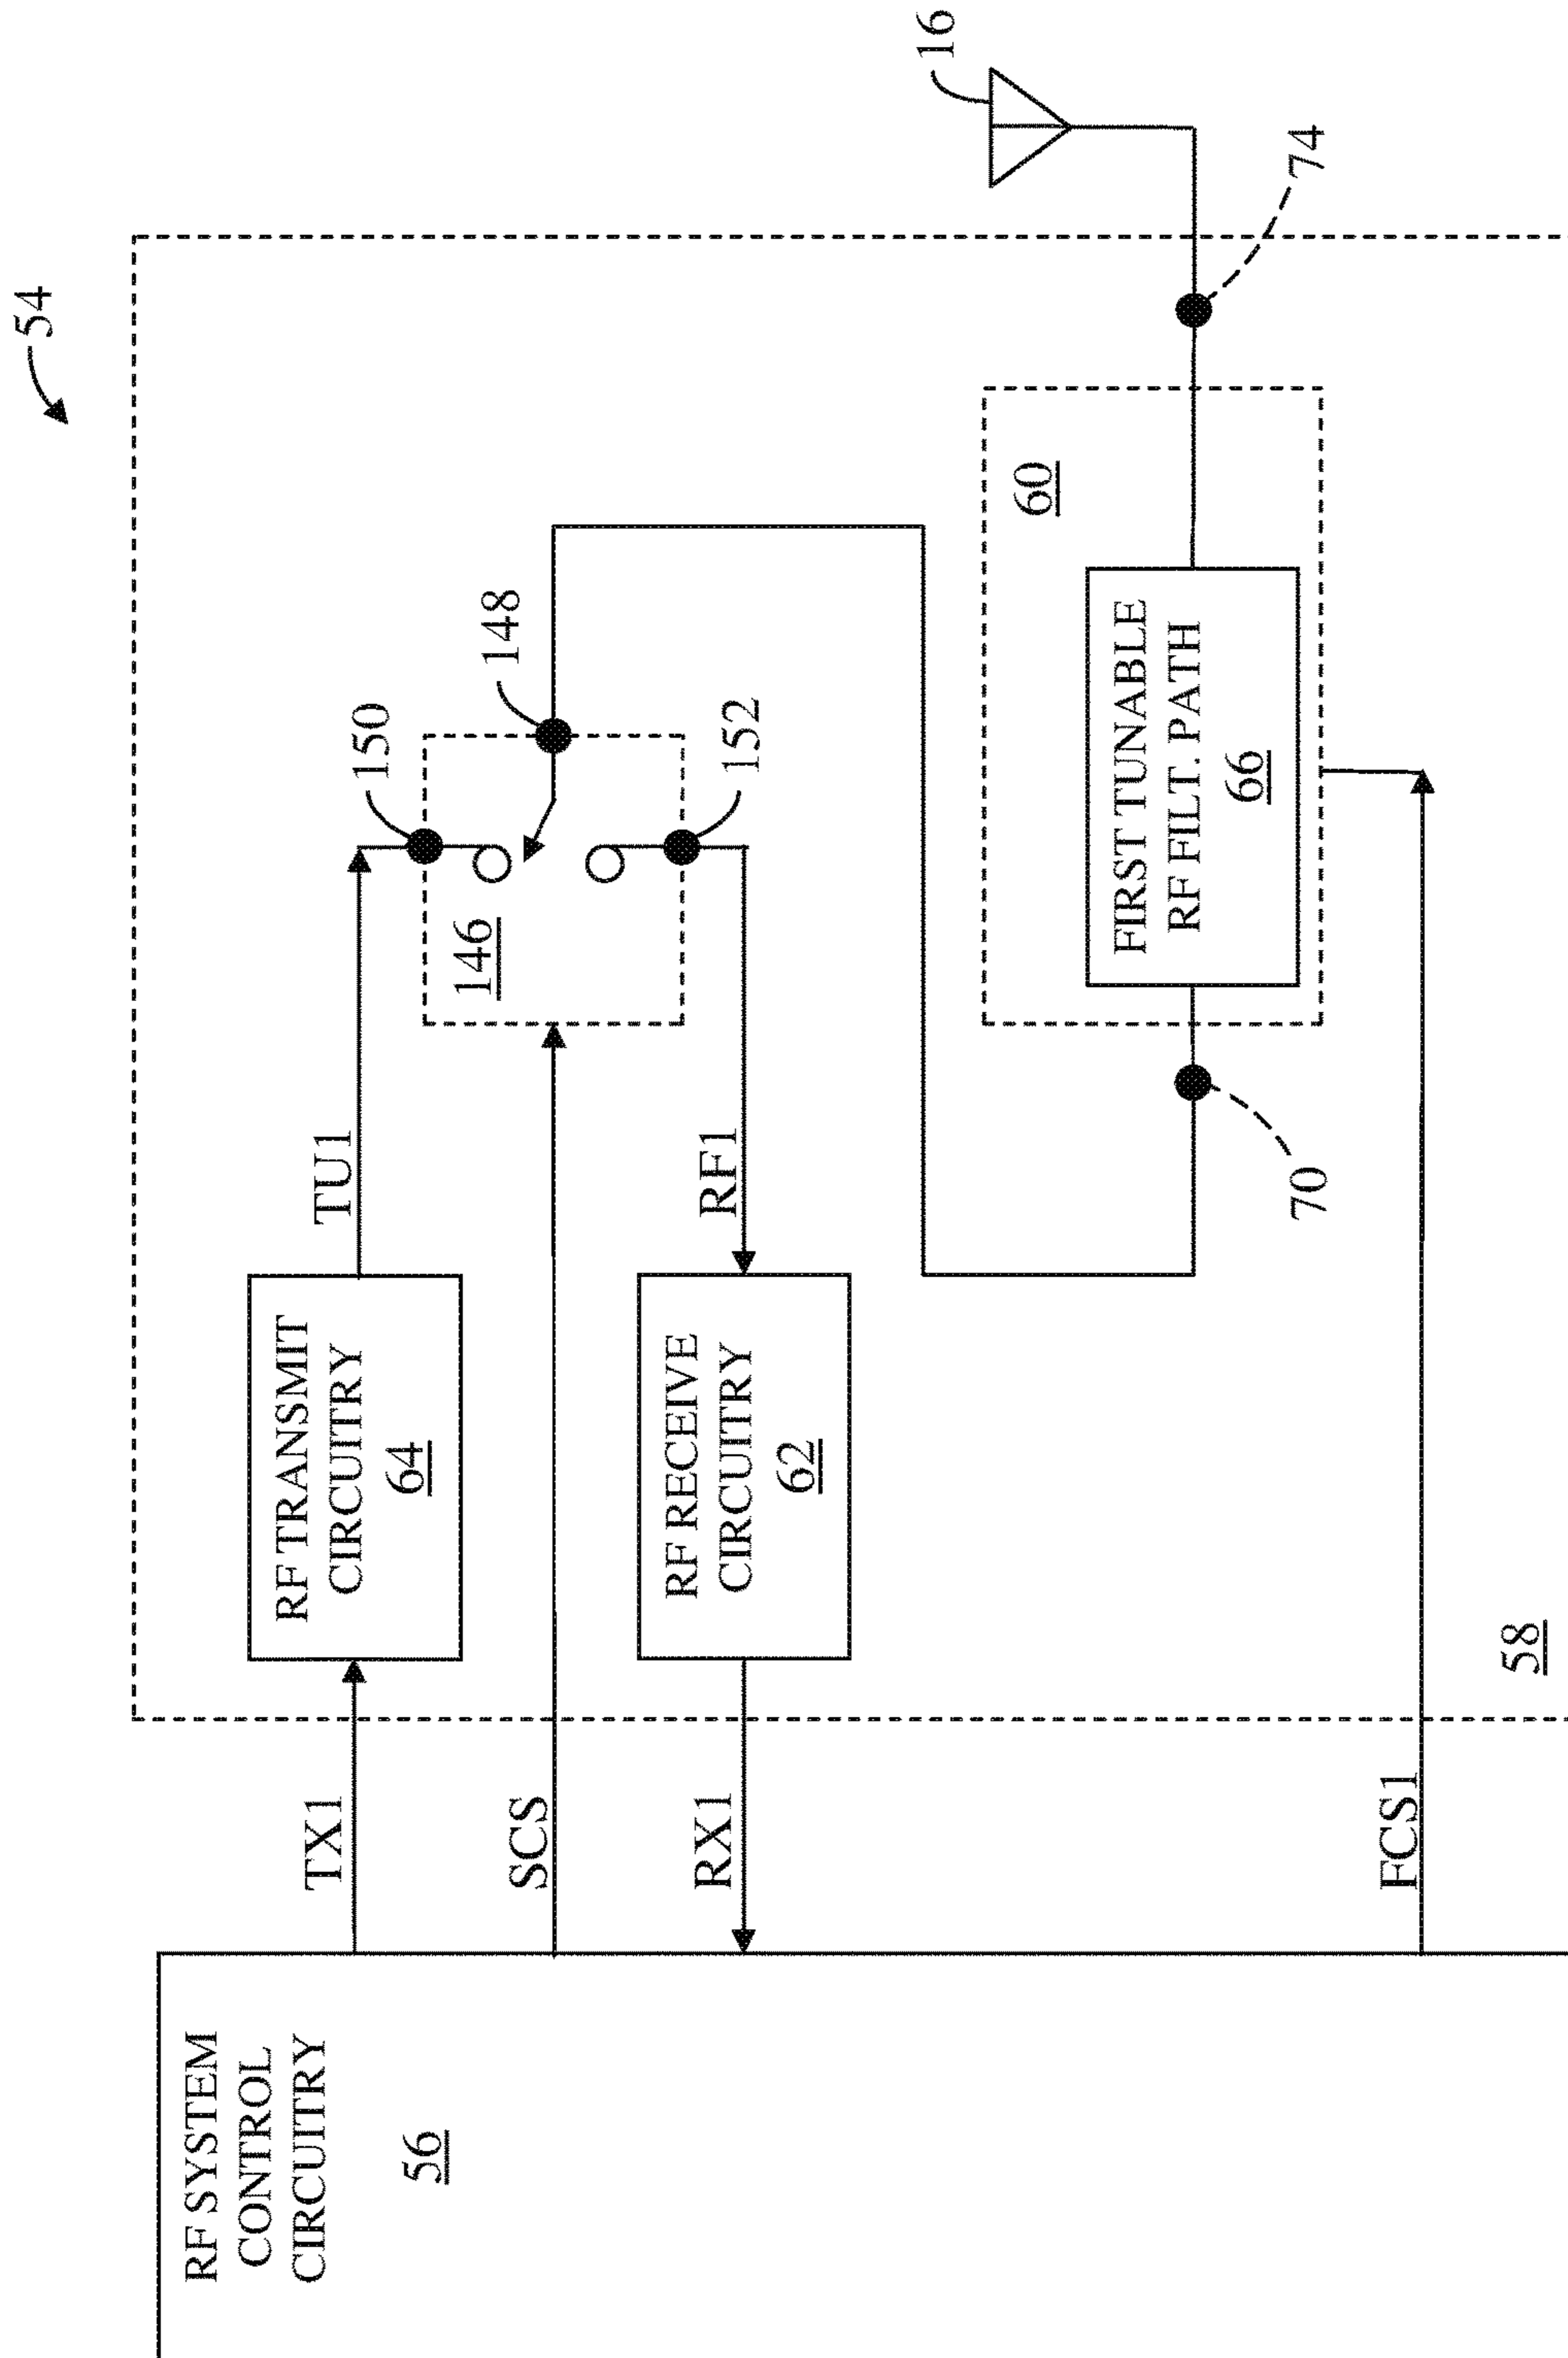 54
RF SYSTEM
CONTROL
CIRCUITRY
56
TX1
RF TRANSMIT
CIRCUITRY
64
TU1
150
146
148
SCS
RX1
RF RECEIVE
CIRCUITRY
62
RF1
152
16
60
FIRST TUNABLE
RF FILT. PATH
66
70
74
FCS1
58